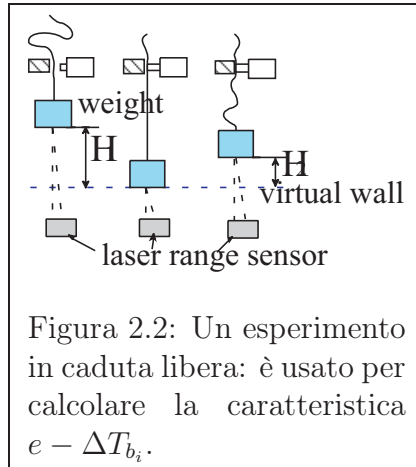 weight
H
H2
virtual wall
laser range sensor
Figura 2.2: Un esperimento
in caduta libera: è usato per
calcolare la caratteristica
e − ΔT_{b_i}.